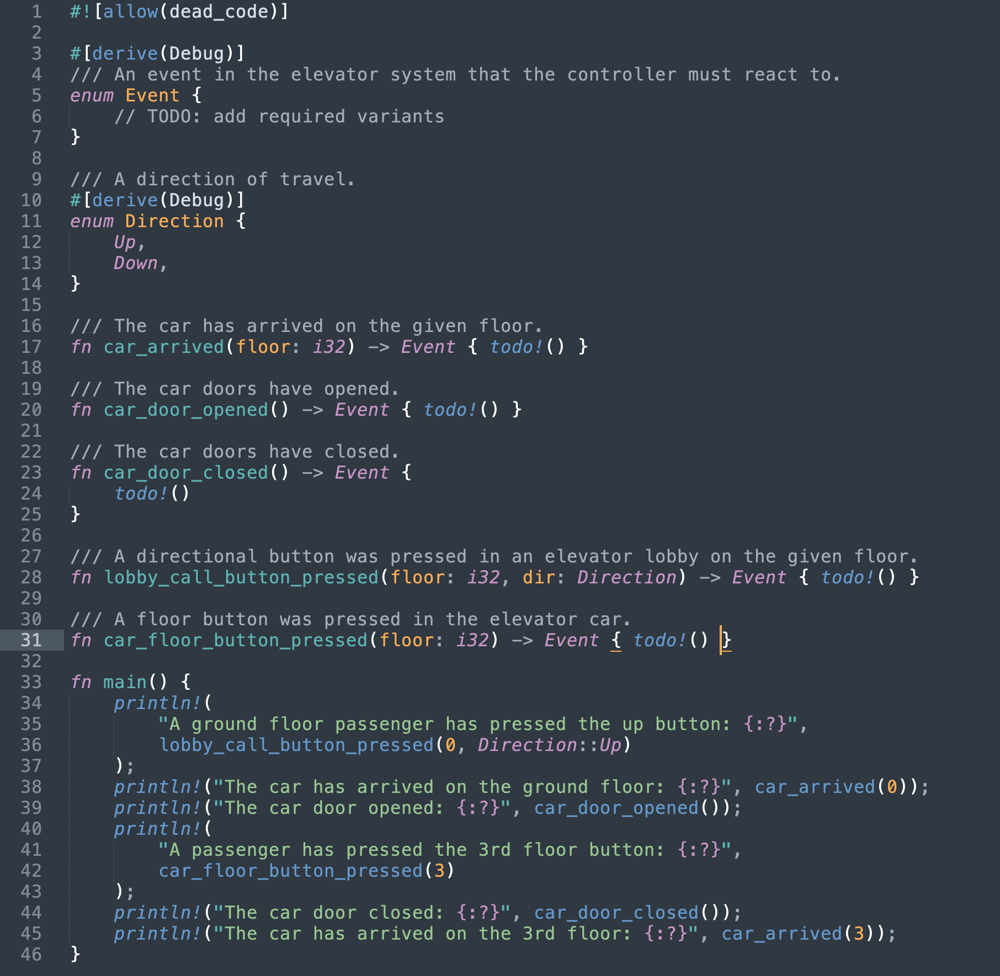 1 #![allow(dead_code)]
2
3 #[derive(Debug)]
4 /// An event in the elevator system that the controller must react to.
5 enum Event {
6     // TODO: add required variants
7 }
8
9 /// A direction of travel.
10 #[derive(Debug)]
11 enum Direction {
12     Up,
13     Down,
14 }
15
16 /// The car has arrived on the given floor.
17 fn car_arrived(floor: i32) -> Event { todo!() }
18
19 /// The car doors have opened.
20 fn car_door_opened() -> Event { todo!() }
21
22 /// The car doors have closed.
23 fn car_door_closed() -> Event {
24     todo!()
25 }
26
27 /// A directional button was pressed in an elevator lobby on the given floor.
28 fn lobby_call_button_pressed(floor: i32, dir: Direction) -> Event { todo!() }
29
30 /// A floor button was pressed in the elevator car.
31 fn car_floor_button_pressed(floor: i32) -> Event { todo!() }
32
33 fn main() {
34     println!(
35         "A ground floor passenger has pressed the up button: {:?}",
36         lobby_call_button_pressed(0, Direction::Up)
37     );
38     println!("The car has arrived on the ground floor: {:?}", car_arrived(0));
39     println!("The car door opened: {:?}", car_door_opened());
40     println!(
41         "A passenger has pressed the 3rd floor button: {:?}",
42         car_floor_button_pressed(3)
43     );
44     println!("The car door closed: {:?}", car_door_closed());
45     println!("The car has arrived on the 3rd floor: {:?}", car_arrived(3));
46 }